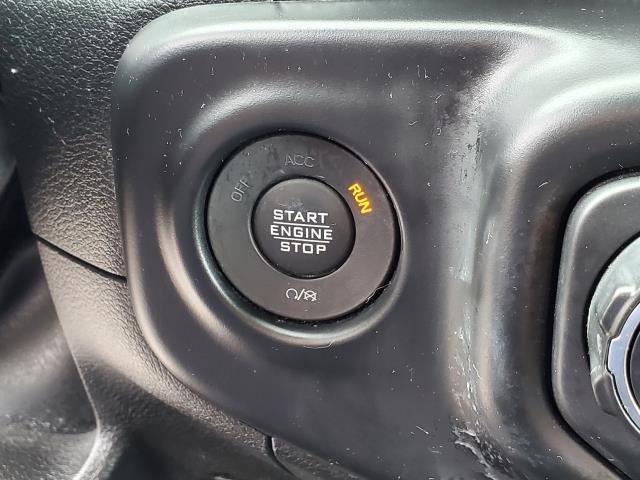 ACC
OFF
RUN
START
ENGINE
STOP